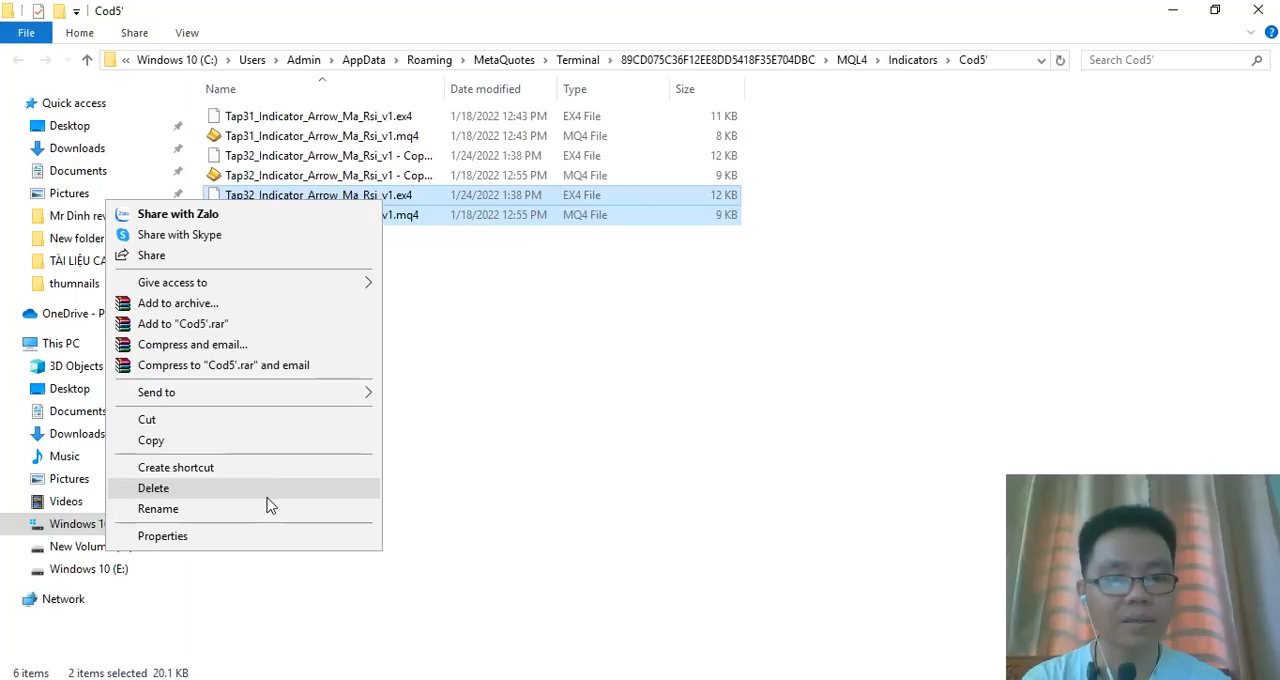 Cod5'
File Home Share View
« Windows 10 (C:) > Users > Admin > AppData > Roaming > MetaQuotes > Terminal > 89CD075C36F12EE8DD5418F35E704DBC > MQL4 > Indicators > Cod5'
Search Cod5'
Name Date modified Type Size
Quick access
Desktop
Downloads
Documents
Pictures
Mr Dinh rev
New folder
TÀI LIỆU CA
thumnails
OneDrive - P
This PC
3D Objects
Desktop
Documents
Downloads
Music
Pictures
Videos
Windows 10
New Volum
Windows 10 (E:)
Network
Tap31_Indicator_Arrow_Ma_Rsi_v1.ex4 1/18/2022 12:43 PM EX4 File 11 KB
Tap31_Indicator_Arrow_Ma_Rsi_v1.mq4 1/18/2022 12:43 PM MQ4 File 8 KB
Tap32_Indicator_Arrow_Ma_Rsi_v1 - Cop... 1/24/2022 1:38 PM EX4 File 12 KB
Tap32_Indicator_Arrow_Ma_Rsi_v1 - Cop... 1/18/2022 12:55 PM MQ4 File 9 KB
Tap32_Indicator_Arrow_Ma_Rsi_v1.ex4 1/24/2022 1:38 PM EX4 File 12 KB
v1.mq4 1/18/2022 12:55 PM MQ4 File 9 KB
Zalo Share with Zalo
Share with Skype
Share
Give access to
Add to archive...
Add to "Cod5'.rar"
Compress and email...
Compress to "Cod5'.rar" and email
Send to
Cut
Copy
Create shortcut
Delete
Rename
Properties
6 items 2 items selected 20.1 KB